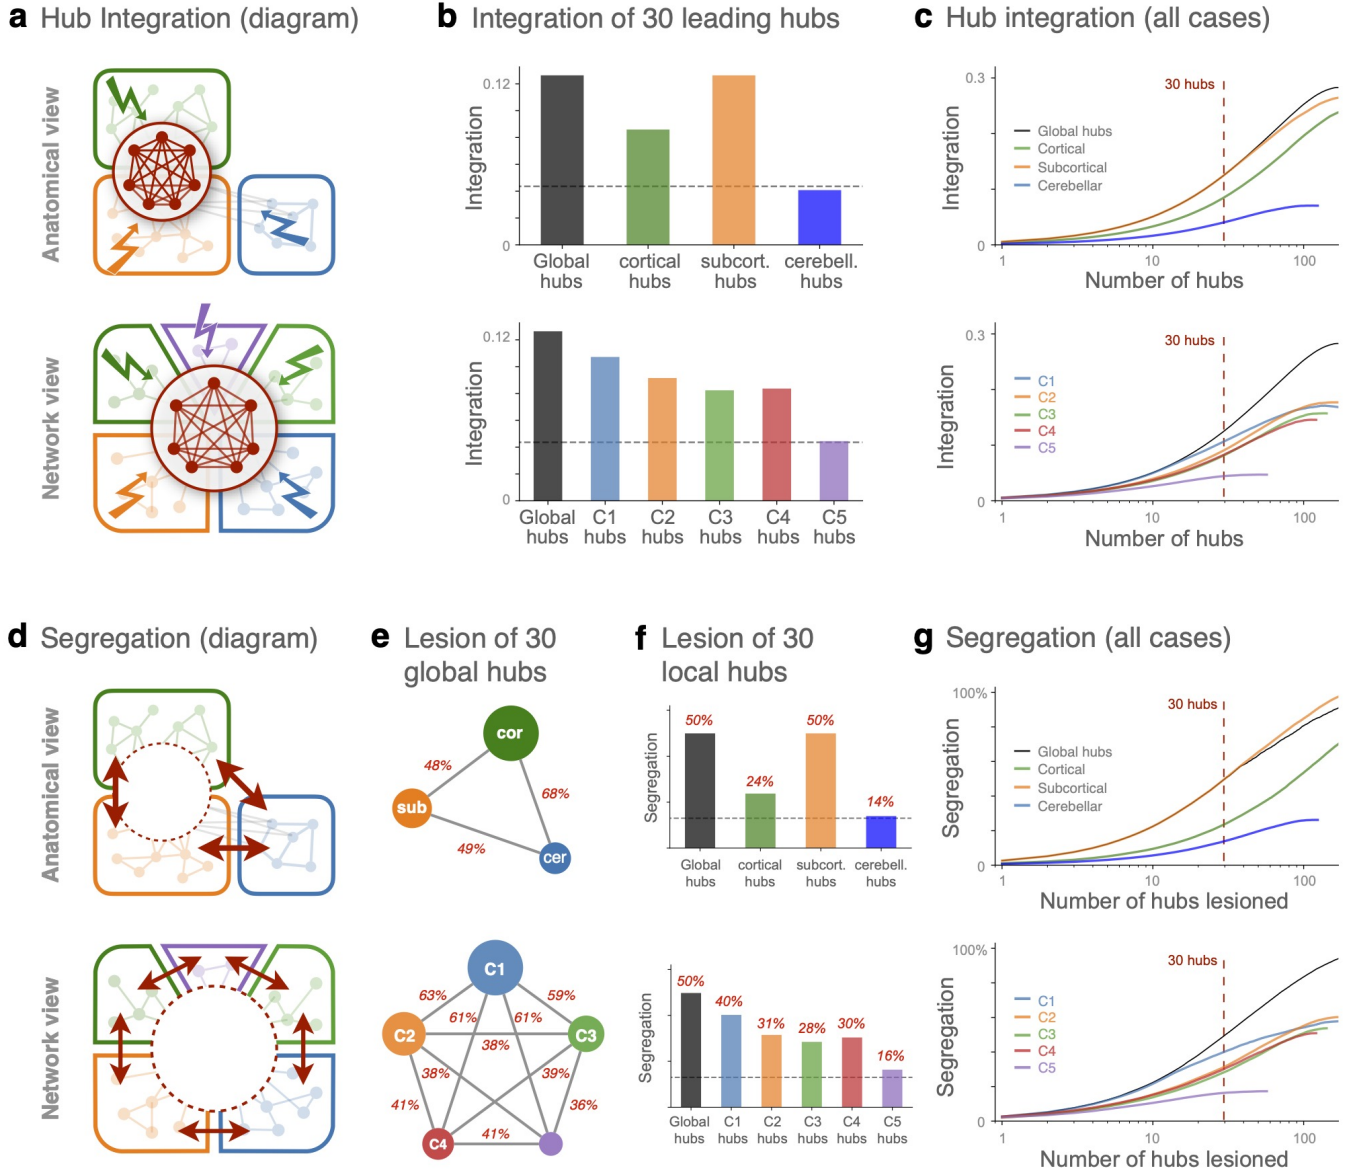 a Hub Integration (diagram)
b Integration of 30 leading hubs
c Hub integration (all cases)
Anatomical view
Integration
0.12
0
Global hubs
cortical hubs
subcort. hubs
cerebell. hubs
Integration
0.3
0
30 hubs
Global hubs
Cortical
Subcortical
Cerebellar
1
10
100
Number of hubs
Network view
Integration
0.12
0
Global hubs
C1 hubs
C2 hubs
C3 hubs
C4 hubs
C5 hubs
Integration
0.3
0
30 hubs
C1
C2
C3
C4
C5
1
10
100
Number of hubs
d Segregation (diagram)
e Lesion of 30
global hubs
f Lesion of 30
local hubs
g Segregation (all cases)
Anatomical view
cor
sub
cer
48%
68%
49%
Segregation
50%
24%
50%
14%
Global hubs
cortical hubs
subcort. hubs
cerebell. hubs
Segregation
100%
0
30 hubs
Global hubs
Cortical
Subcortical
Cerebellar
1
10
100
Number of hubs lesioned
Network view
C1
C2
C3
C4
63%
59%
61%
61%
38%
38%
39%
41%
36%
41%
Segregation
50%
40%
31%
28%
30%
16%
Global hubs
C1 hubs
C2 hubs
C3 hubs
C4 hubs
C5 hubs
Segregation
100%
0
30 hubs
C1
C2
C3
C4
C5
1
10
100
Number of hubs lesioned